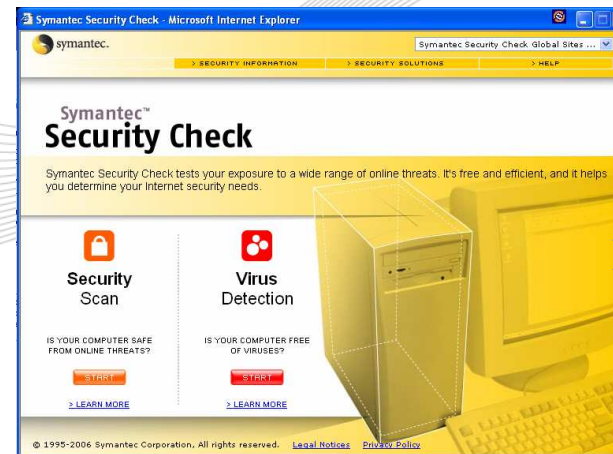 Symantec Security Check - Microsoft Internet Explorer
symantec.
Symantec Security Check Global Sites ...
> SECURITY INFORMATION > SECURITY SOLUTIONS > HELP
Symantec™
Security Check
Symantec Security Check tests your exposure to a wide range of online threats. It's free and efficient, and it helps
you determine your Internet security needs.
Security
Scan
IS YOUR COMPUTER SAFE
FROM ONLINE THREATS?
START
> LEARN MORE
Virus
Detection
IS YOUR COMPUTER FREE
OF VIRUSES?
START
> LEARN MORE
© 1995-2006 Symantec Corporation, All rights reserved. Legal Notices Privacy Policy